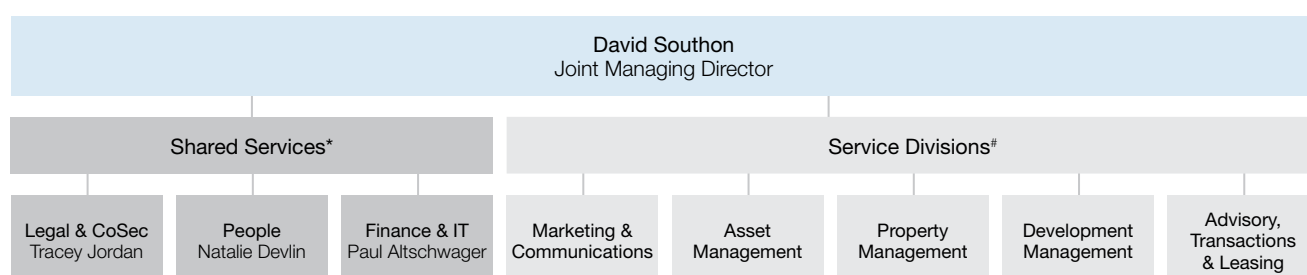 David Southon
Joint Managing Director
Shared Services*
Service Divisions#
Legal & CoSec
Tracey Jordan
People
Natalie Devlin
Finance & IT
Paul Altschwager
Marketing &
Communications
Asset
Management
Property
Management
Development
Management
Advisory,
Transactions
& Leasing